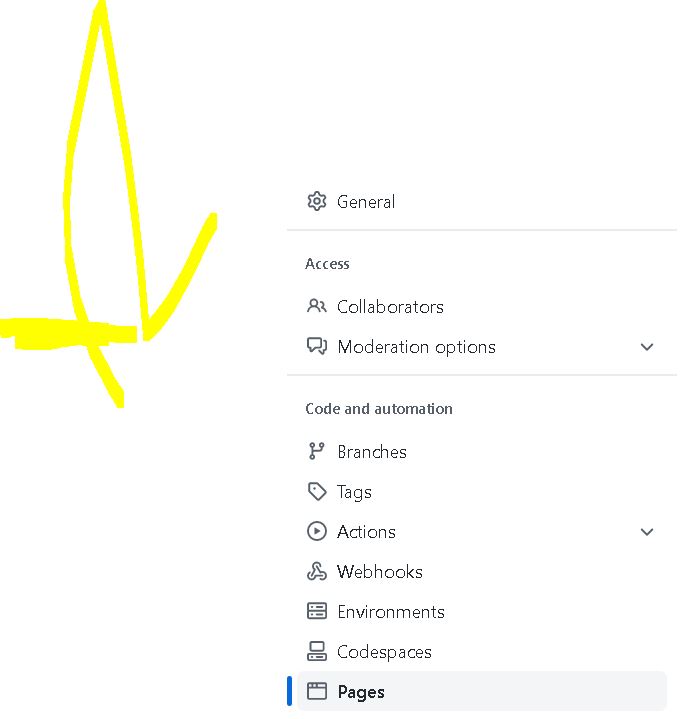 General
Access
Collaborators
Moderation options
Code and automation
Branches
Tags
Actions
Webhooks
Environments
Codespaces
Pages